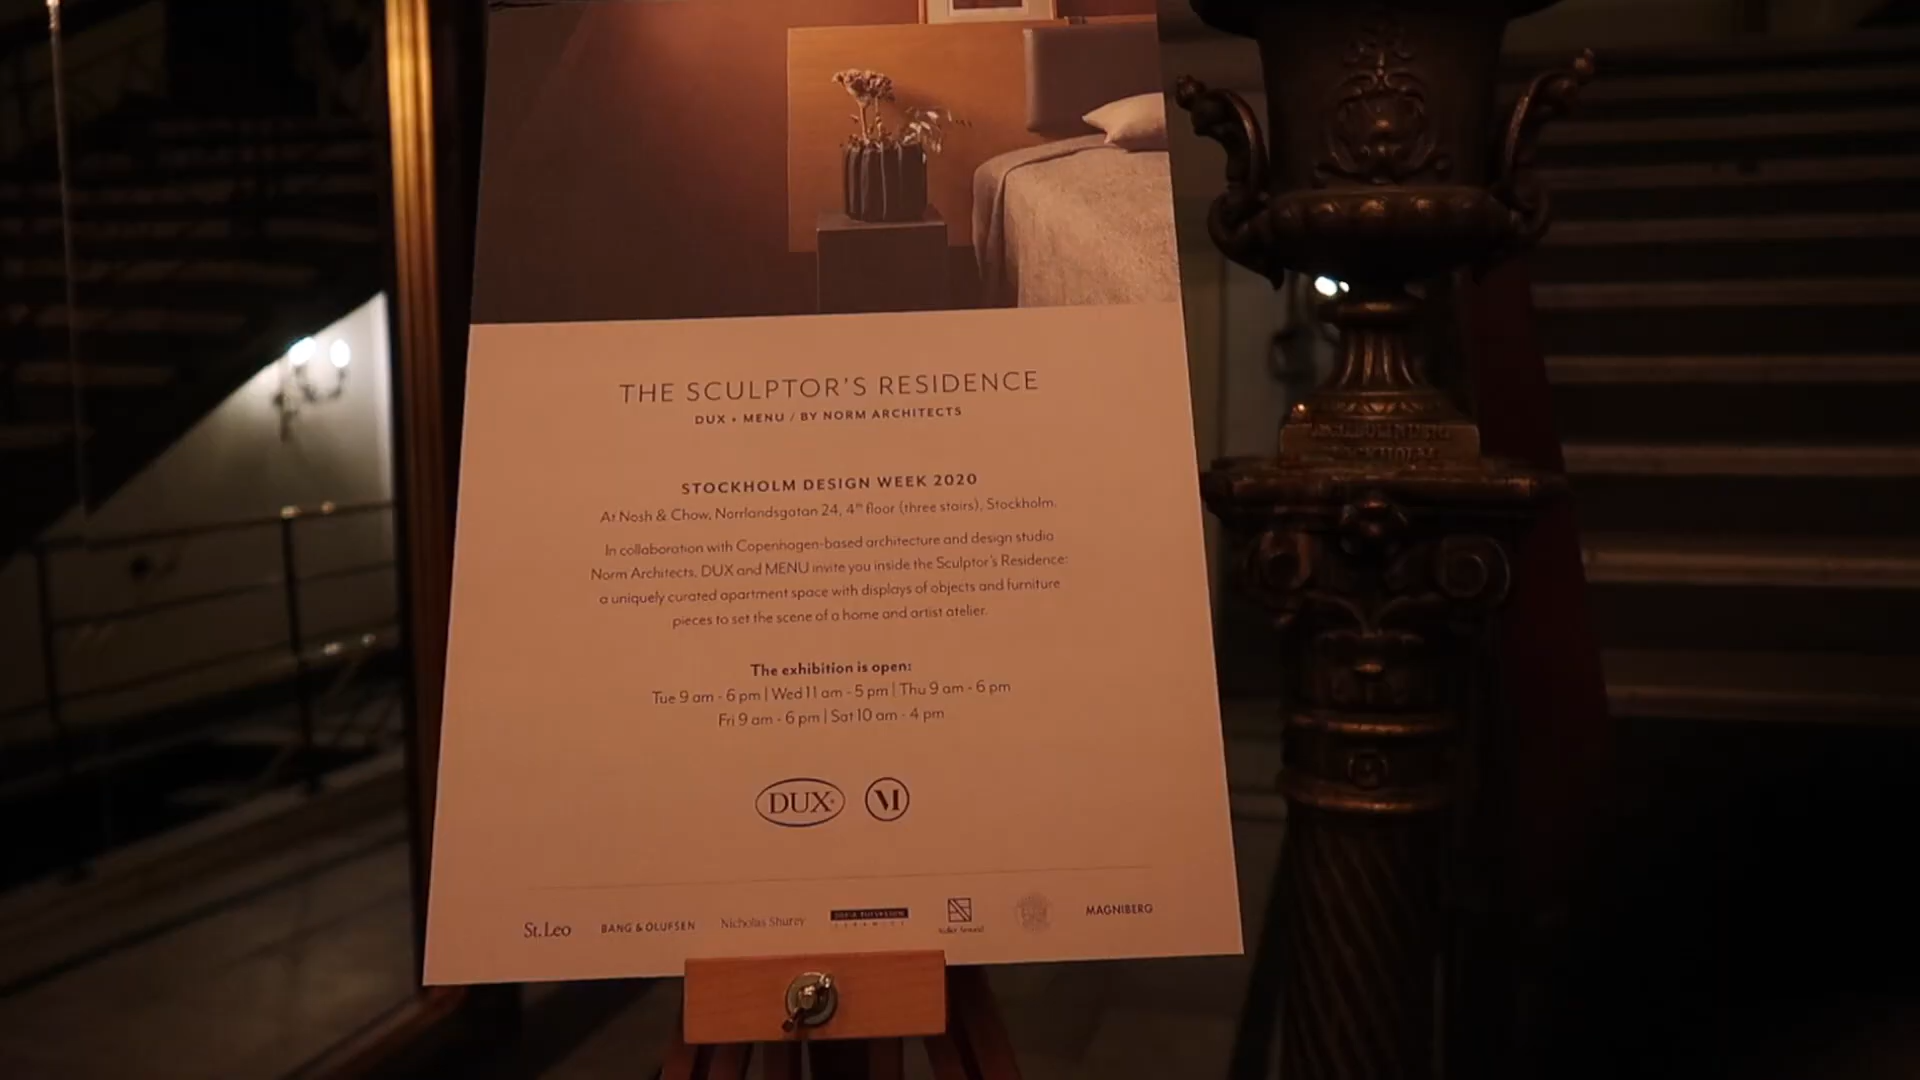 THE SCULPTOR'S RESIDENCE
DUX + MENU / BY NORM ARCHITECTS
STOCKHOLM DESIGN WEEK 2020
At Nosh & Chow, Norrlandsgatan 24, 4th floor (three stairs), Stockholm.
In collaboration with Copenhagen-based architecture and design studio
Norm Architects, DUX and MENU invite you inside the Sculptor's Residence:
a uniquely curated apartment space with displays of objects and furniture
pieces to set the scene of a home and artist atelier.
The exhibition is open:
Tue 9 am - 6 pm | Wed 11 am - 5 pm | Thu 9 am - 6 pm
Fri 9 am - 6 pm | Sat 10 am - 4 pm
DUX M
St. Leo BANG & OLUFSEN Nicholas Shurey CERAMICS MAGNIBERG
STOCKHOLM